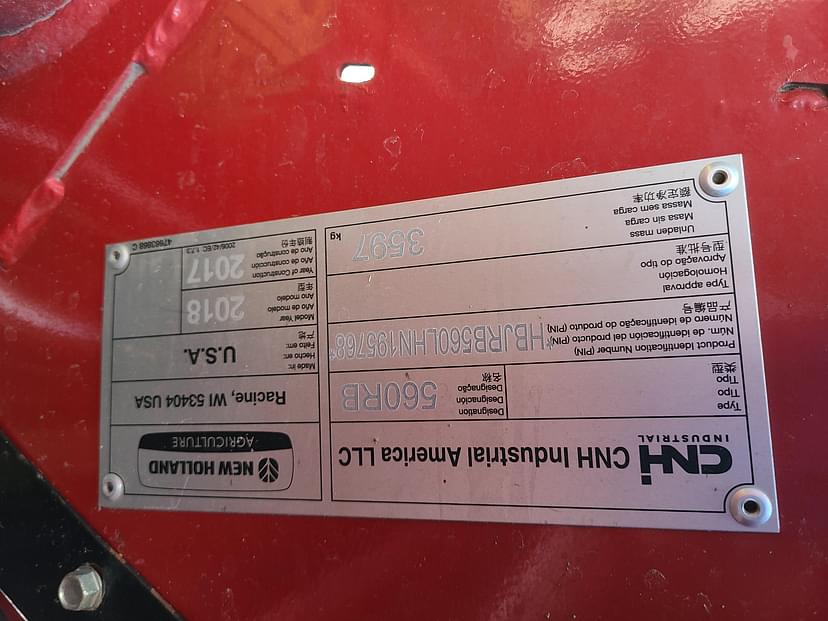 CNH
INDUSTRIAL
CNH Industrial America LLC
Type
Tipo
Tipo
类型
Designation
Designación
Designação
名称
560RB
Product Identification Number (PIN)
Núm. de identificación del producto (PIN)
Número de identificação do produto (PIN)
产品编号
*HBJRB560LHN195768*
Type approval
Homologación
Aprovação do tipo
型号批准
Unladen mass
Massa sin carga
Massa sem carga
额定净功率
3597
kg
NEW HOLLAND
AGRICULTURE
Racine, WI 53404 USA
Made in:
Hecho en:
Feito em:
产地
U.S.A.
Model Year
Ano modelo
Ano de modelo
年型
2018
Year of Construction
Año de construcción
Ano de construção
制造年份
2017
2006/42/EC 1.7.3
47663868 C